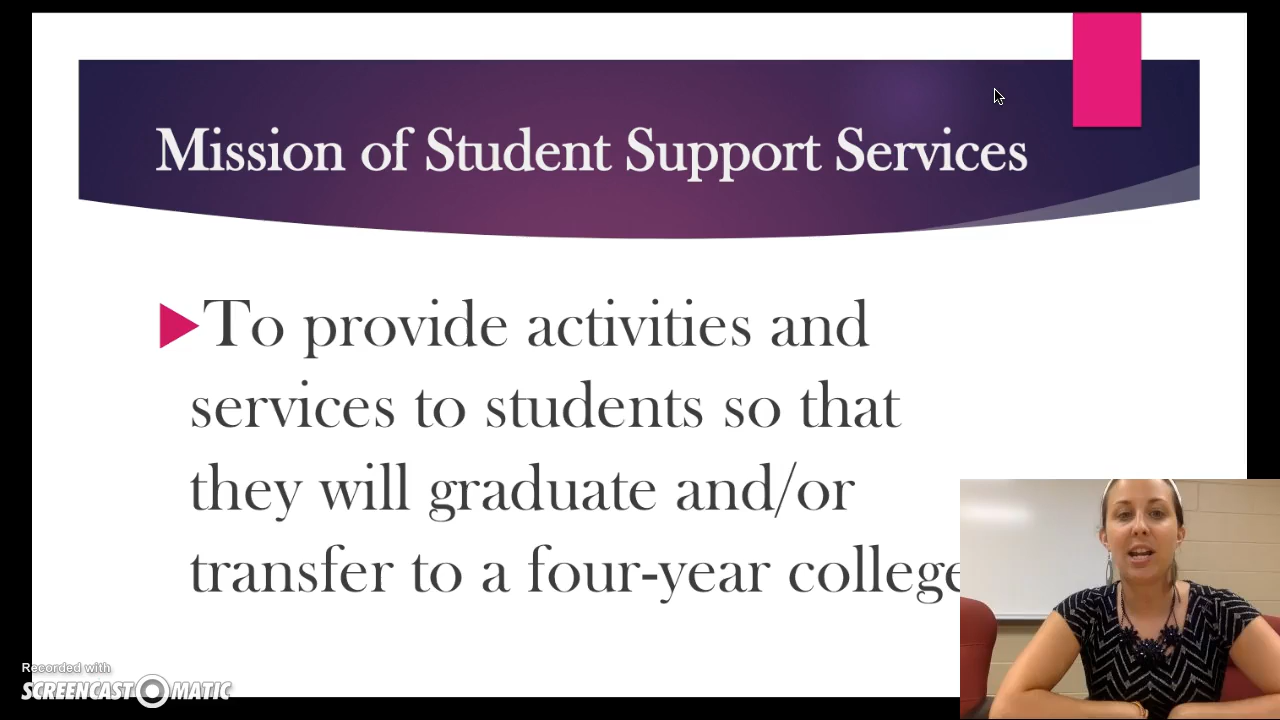 Mission of Student Support Services
To provide activities and
services to students so that
they will graduate and/or
transfer to a four-year college
Recorded with
SCREENCAST-O-MATIC